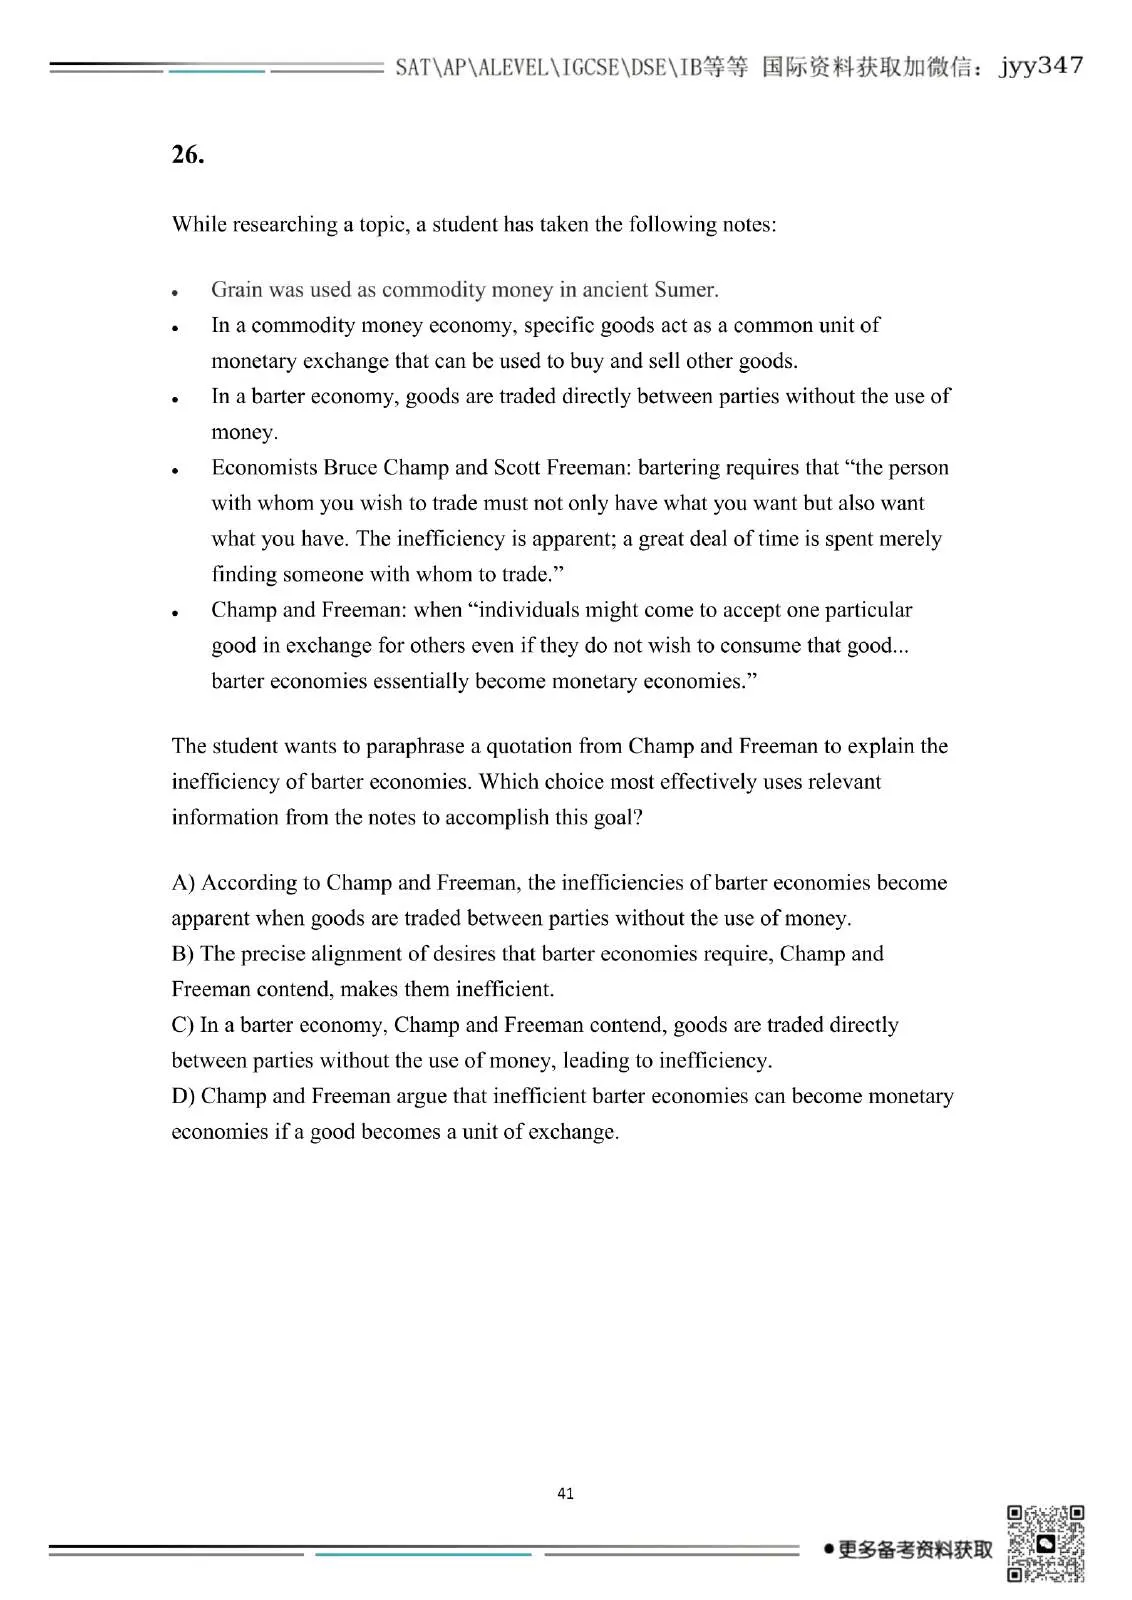 SAT\AP\ALEVEL\IGCSE\DSE\IB等等 国际资料获取加微信：jyy347
26.
While researching a topic, a student has taken the following notes:
• Grain was used as commodity money in ancient Sumer.
• In a commodity money economy, specific goods act as a common unit of
monetary exchange that can be used to buy and sell other goods.
• In a barter economy, goods are traded directly between parties without the use of
money.
• Economists Bruce Champ and Scott Freeman: bartering requires that “the person
with whom you wish to trade must not only have what you want but also want
what you have. The inefficiency is apparent; a great deal of time is spent merely
finding someone with whom to trade.”
• Champ and Freeman: when “individuals might come to accept one particular
good in exchange for others even if they do not wish to consume that good...
barter economies essentially become monetary economies.”
The student wants to paraphrase a quotation from Champ and Freeman to explain the
inefficiency of barter economies. Which choice most effectively uses relevant
information from the notes to accomplish this goal?
A) According to Champ and Freeman, the inefficiencies of barter economies become
apparent when goods are traded between parties without the use of money.
B) The precise alignment of desires that barter economies require, Champ and
Freeman contend, makes them inefficient.
C) In a barter economy, Champ and Freeman contend, goods are traded directly
between parties without the use of money, leading to inefficiency.
D) Champ and Freeman argue that inefficient barter economies can become monetary
economies if a good becomes a unit of exchange.
41
●更多备考资料获取